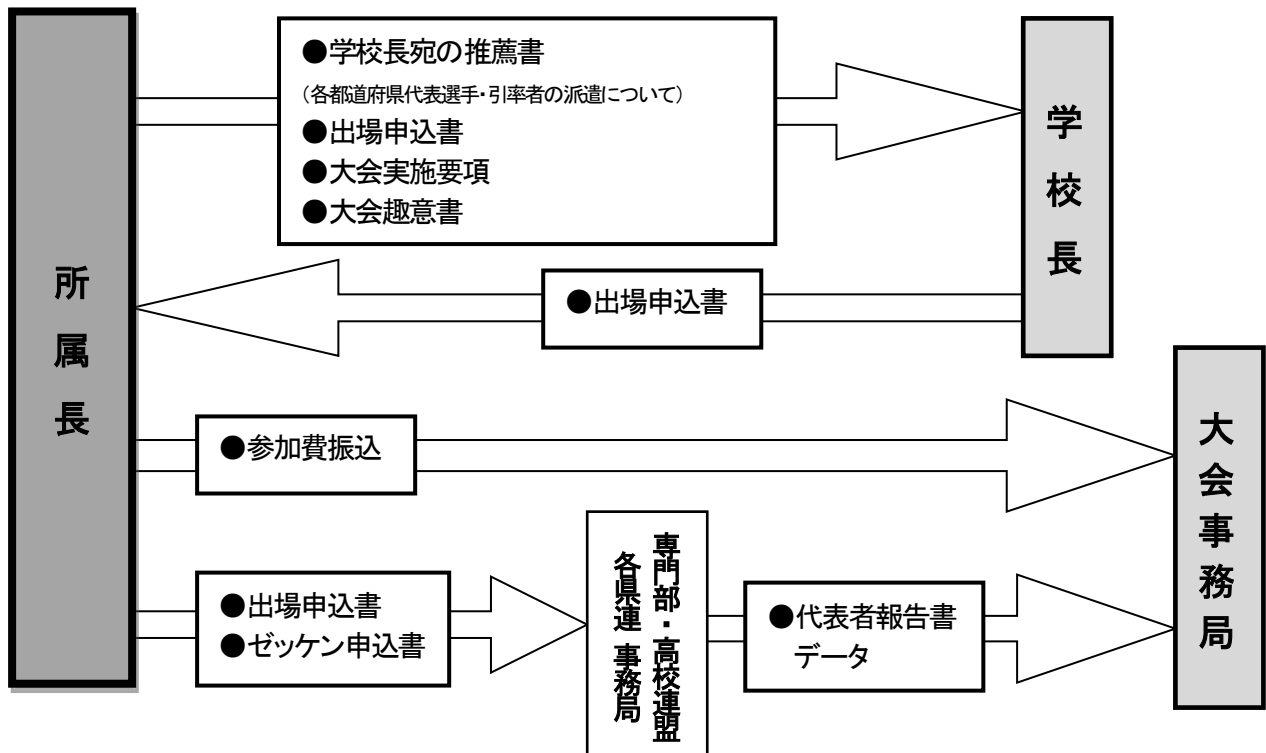 ●学校長宛の推薦書
（各都道府県代表選手・引率者の派遣について）
●出場申込書
●大会実施要項
●大会趣意書
学校長
所属長
●出場申込書
大会事務局
●参加費振込
専門部・高校連盟
各県連 事務局
●出場申込書
●ゼッケン申込書
●代表者報告書
データ